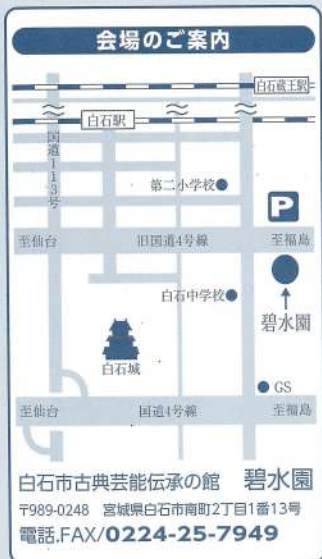 会場のご案内
白石蔵王駅
白石駅
国道113号
第二小学校
P
至仙台
旧国道4号線
至福島
白石中学校
碧水園
白石城
GS
至仙台
国道4号線
至福島
白石市古典芸能伝承の館 碧水園
〒989-0248 宮城県白石市南町2丁目1番13号
電話.FAX/0224-25-7949